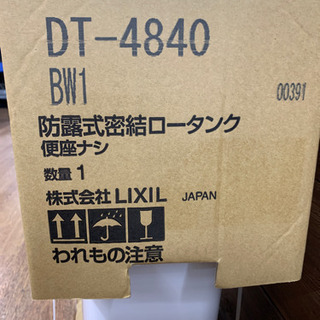 DT-4840
BW1
00391
防露式密結ロータンク
便座ナシ
数量 1
株式会社 LIXIL JAPAN
われもの注意